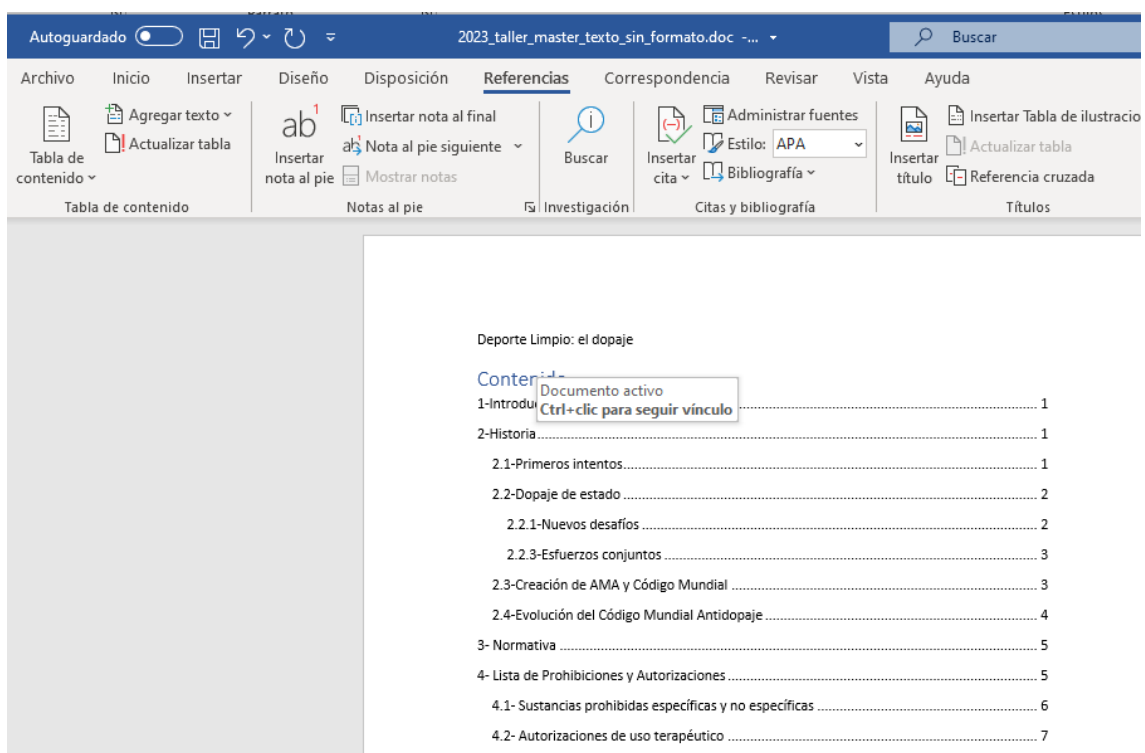 Autoguardado
2023_taller_master_texto_sin_formato.doc -...
Buscar
Archivo Inicio Insertar Diseño Disposición Referencias Correspondencia Revisar Vista Ayuda
Tabla de
contenido
Agregar texto
Actualizar tabla
Tabla de contenido
ab1
Insertar
nota al pie
Insertar nota al final
Nota al pie siguiente
Mostrar notas
Notas al pie
Buscar
Investigación
Insertar
cita
Administrar fuentes
Estilo: APA
Bibliografía
Citas y bibliografía
Insertar
título
Insertar Tabla de ilustracio
Actualizar tabla
Referencia cruzada
Títulos
Deporte Limpio: el dopaje
Contenido
Documento activo
Ctrl+clic para seguir vínculo
1-Introdu 1
2-Historia 1
2.1-Primeros intentos 1
2.2-Dopaje de estado 2
2.2.1-Nuevos desafíos 2
2.2.3-Esfuerzos conjuntos 3
2.3-Creación de AMA y Código Mundial 3
2.4-Evolución del Código Mundial Antidopaje 4
3- Normativa 5
4- Lista de Prohibiciones y Autorizaciones 5
4.1- Sustancias prohibidas específicas y no específicas 6
4.2- Autorizaciones de uso terapéutico 7